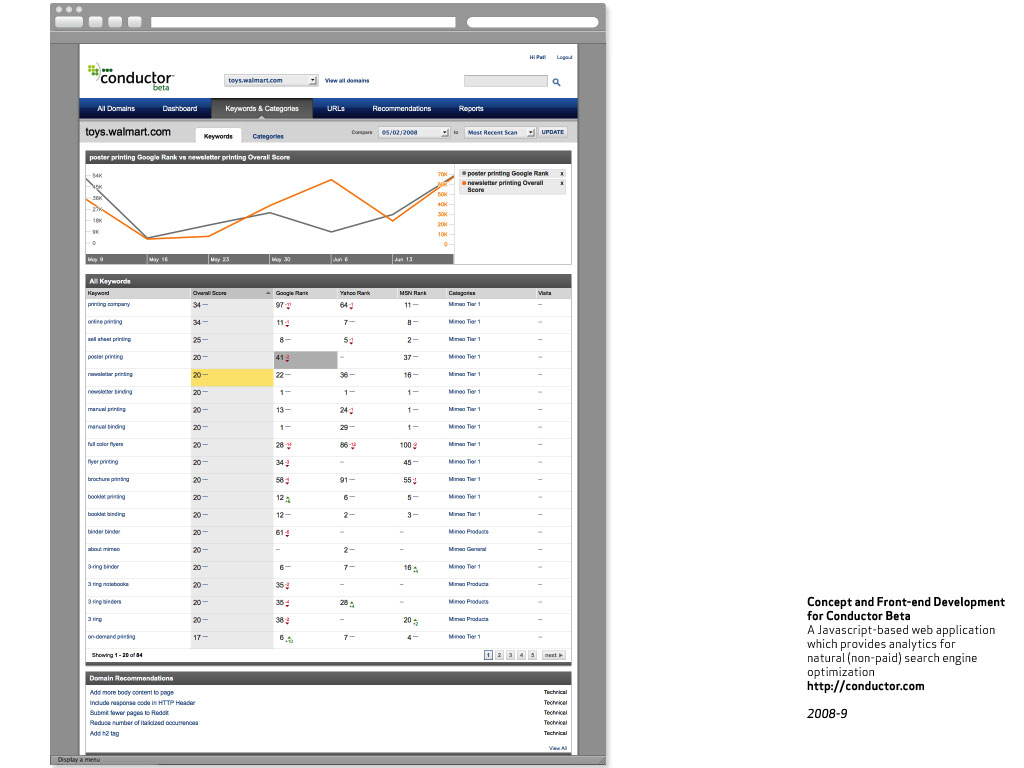 Hi Pat! Logout
conductor
beta
toys.walmart.com View all domains
All Domains Dashboard Keywords & Categories URLs Recommendations Reports
toys.walmart.com Keywords Categories Compare 05/02/2008 to Most Recent Scan UPDATE
poster printing Google Rank vs newsletter printing Overall Score
54K 70K poster printing Google Rank x
45K 60K newsletter printing Overall Score x
36K 50K
27K 40K
18K 30K
9K 20K
0 10K
0
May 9 May 16 May 23 May 30 Jun 6 Jun 13
All Keywords
Keyword Overall Score Google Rank Yahoo Rank MSN Rank Categories Visits
printing company 34 — 97 64 11 — Mimeo Tier 1 —
online printing 34 — 11 7 — 8 — Mimeo Tier 1 —
sell sheet printing 25 — 8 — 5 2 — Mimeo Tier 1 —
poster printing 20 — 41 – 37 — Mimeo Tier 1 —
newsletter printing 20 — 22 — 36 — 16 — Mimeo Tier 1 —
newsletter binding 20 — 1 — 1 — 1 — Mimeo Tier 1 —
manual printing 20 — 13 — 24 1 — Mimeo Tier 1 —
manual binding 20 — 1 — 29 — 1 — Mimeo Tier 1 —
full color flyers 20 — 28 86 100 Mimeo Tier 1 —
flyer printing 20 — 34 – 45 — Mimeo Tier 1 —
brochure printing 20 — 58 91 — 55 Mimeo Tier 1 —
booklet printing 20 — 12 6 — 5 — Mimeo Tier 1 —
booklet binding 20 — 12 — 2 — 3 — Mimeo Tier 1 —
binder binder 20 — 61 – – Mimeo Products —
about mimeo 20 — – 2 — – Mimeo General —
3-ring binder 20 — 6 — 7 — 16 Mimeo Tier 1 —
3 ring notebooks 20 — 35 – – Mimeo Products —
3 ring binders 20 — 35 28 – Mimeo Products —
3 ring 20 — 38 – 20 Mimeo Products —
on-demand printing 17 — 6 7 — 4 — Mimeo Tier 1 —
Showing 1 - 20 of 84 1 2 3 4 5 next
Domain Recommendations
Add more body content to page Technical
Include response code in HTTP Header Technical
Submit fewer pages to Reddit Technical
Reduce number of italicized occurrences Technical
Add h2 tag Technical
View All
Display a menu
Concept and Front-end Development
for Conductor Beta
A Javascript-based web application
which provides analytics for
natural (non-paid) search engine
optimization
http://conductor.com
2008-9